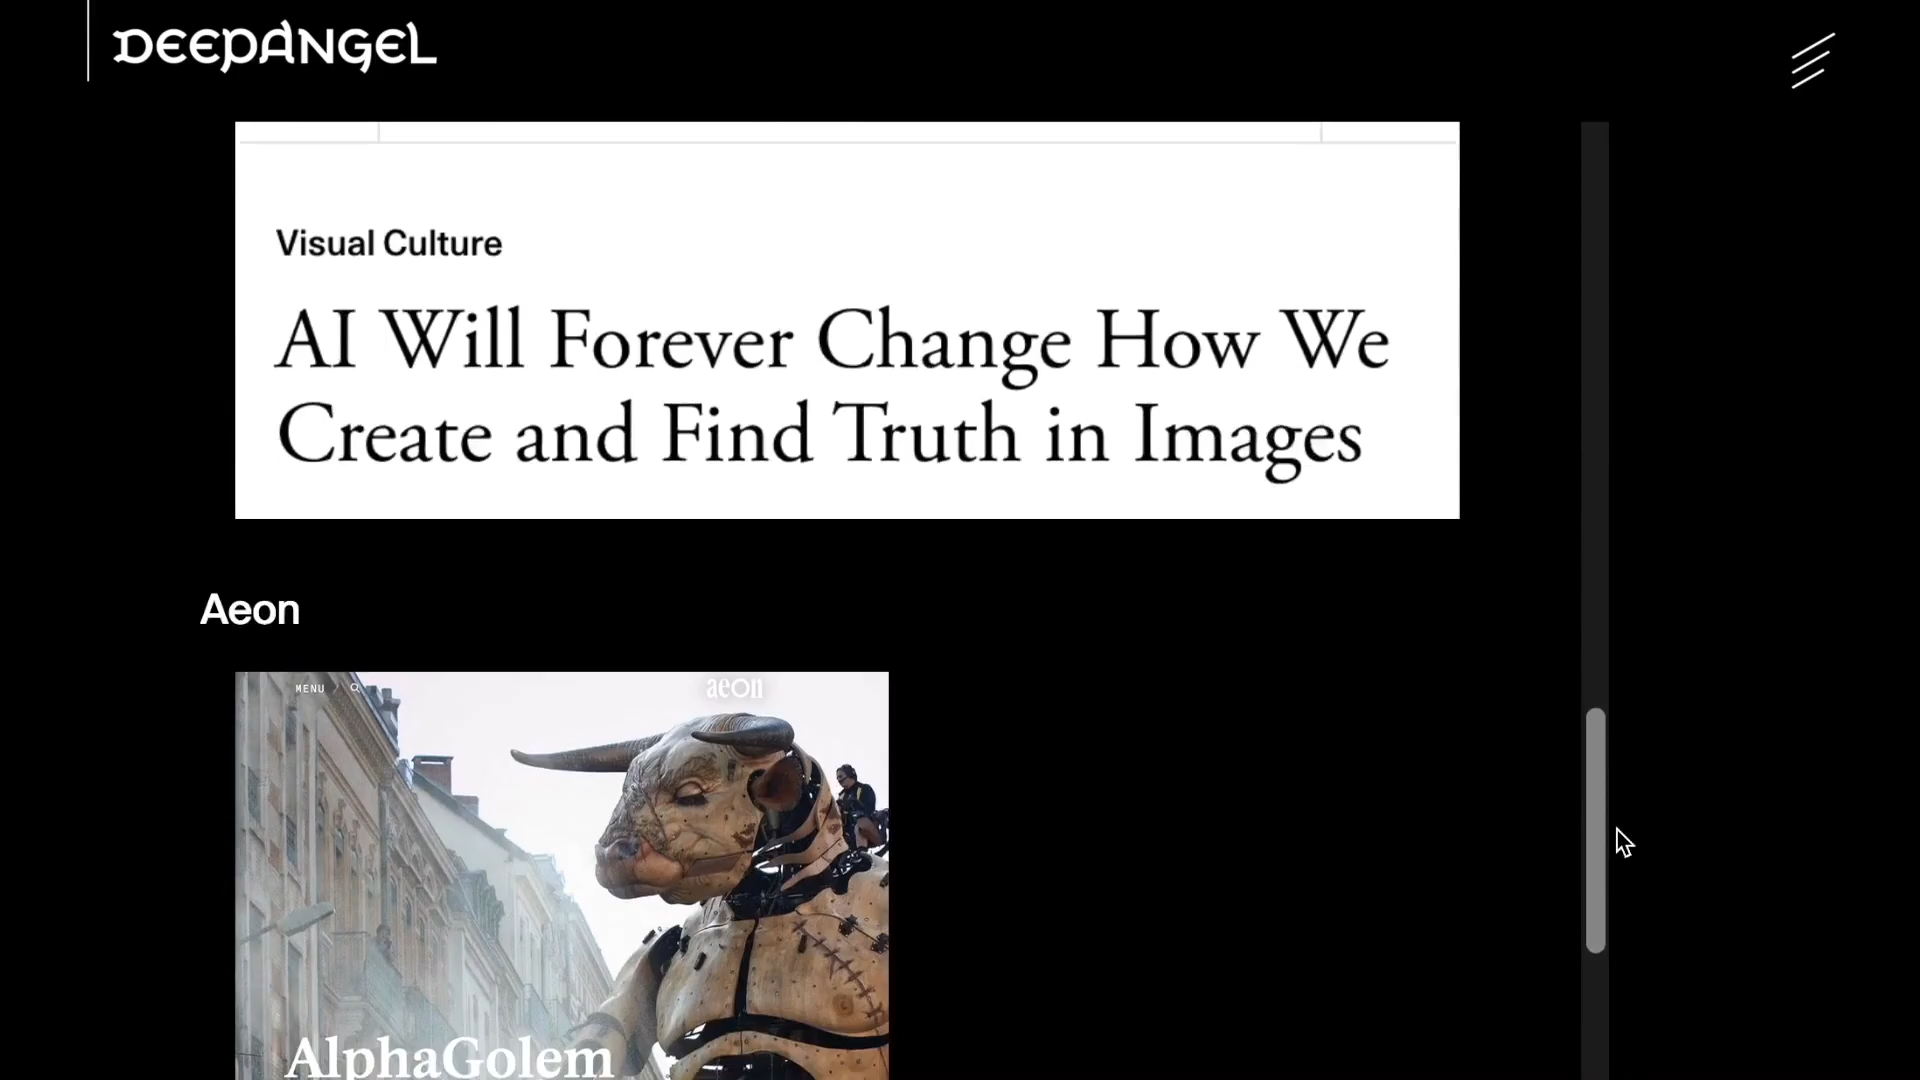 DEEPANGEL
Visual Culture
AI Will Forever Change How We
Create and Find Truth in Images
Aeon
MENU
aeon
AlphaGolem